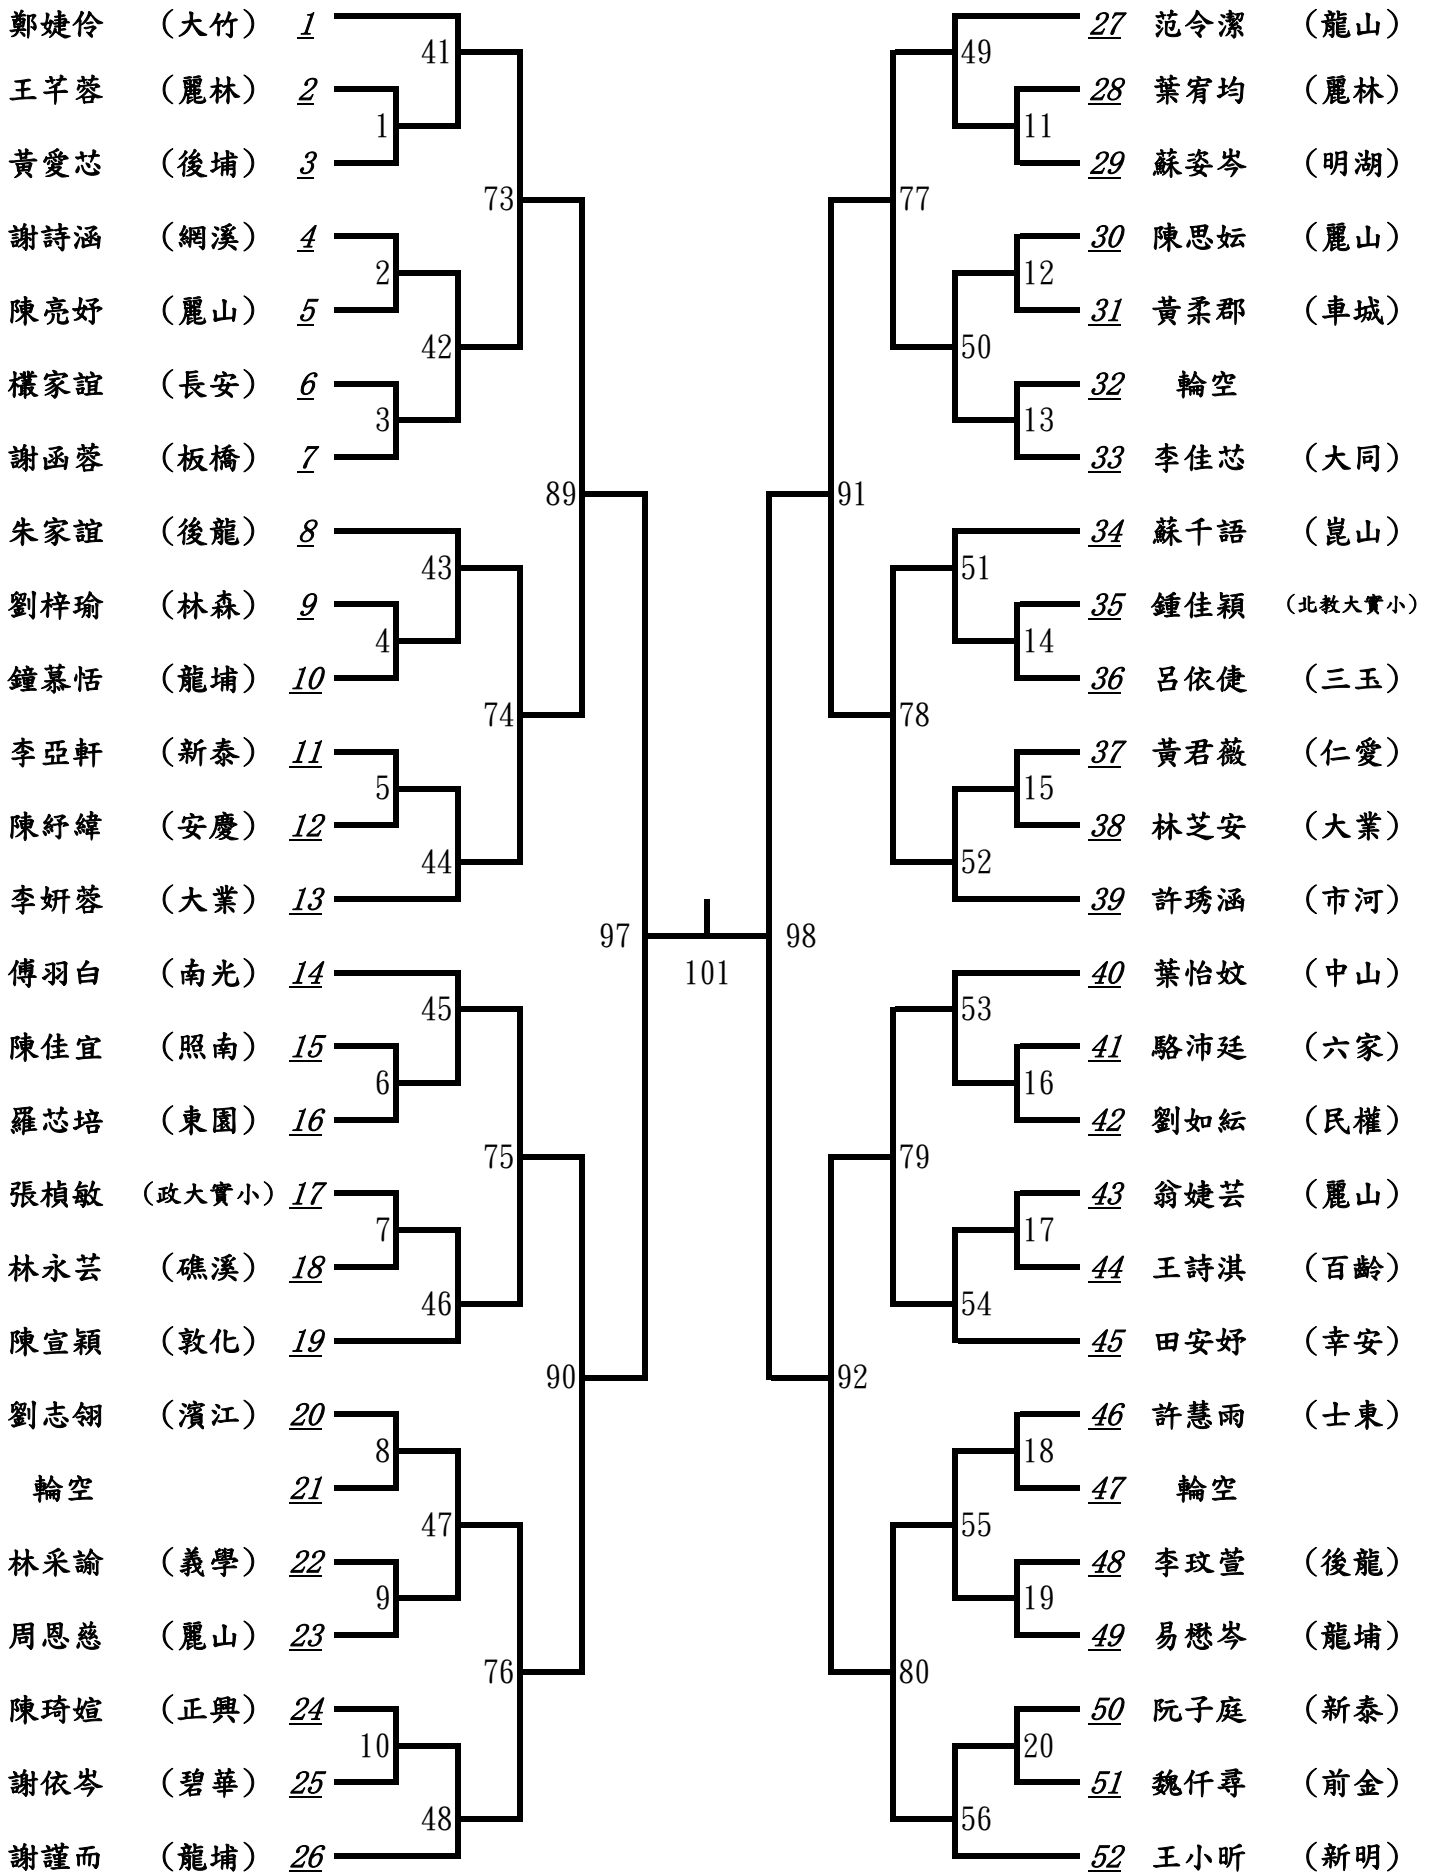 鄭婕伶 (大竹) 1
41
王芊蓉 (麗林) 2
1
黃愛芯 (後埔) 3
73
謝詩涵 (網溪) 4
2
陳亮妤 (麗山) 5
42
欉家誼 (長安) 6
3
謝函蓉 (板橋) 7
89
朱家誼 (後龍) 8
43
劉梓瑜 (林森) 9
4
鐘慕恬 (龍埔) 10
74
李亞軒 (新泰) 11
5
陳紓緯 (安慶) 12
44
李妍蓉 (大業) 13
97
傅羽白 (南光) 14
45
陳佳宜 (照南) 15
6
羅芯培 (東園) 16
75
張楨敏 (政大實小) 17
7
林永芸 (礁溪) 18
46
陳宣穎 (敦化) 19
90
劉志翎 (濱江) 20
8
輪空 21
47
林采諭 (義學) 22
9
周恩慈 (麗山) 23
76
陳琦媗 (正興) 24
10
謝依岑 (碧華) 25
48
謝謹而 (龍埔) 26
101
27 范令潔 (龍山)
49
28 葉宥均 (麗林)
11
29 蘇姿岑 (明湖)
77
30 陳思妘 (麗山)
12
31 黃柔郡 (車城)
50
32 輪空
13
33 李佳芯 (大同)
91
34 蘇千語 (崑山)
51
35 鍾佳穎 (北教大實小)
14
36 呂依倢 (三玉)
78
37 黃君薇 (仁愛)
15
38 林芝安 (大業)
52
39 許琇涵 (市河)
98
40 葉怡妏 (中山)
53
41 駱沛廷 (六家)
16
42 劉如紜 (民權)
79
43 翁婕芸 (麗山)
17
44 王詩淇 (百齡)
54
45 田安妤 (幸安)
92
46 許慧雨 (士東)
18
47 輪空
55
48 李玟萱 (後龍)
19
49 易懋岑 (龍埔)
80
50 阮子庭 (新泰)
20
51 魏仟尋 (前金)
56
52 王小昕 (新明)